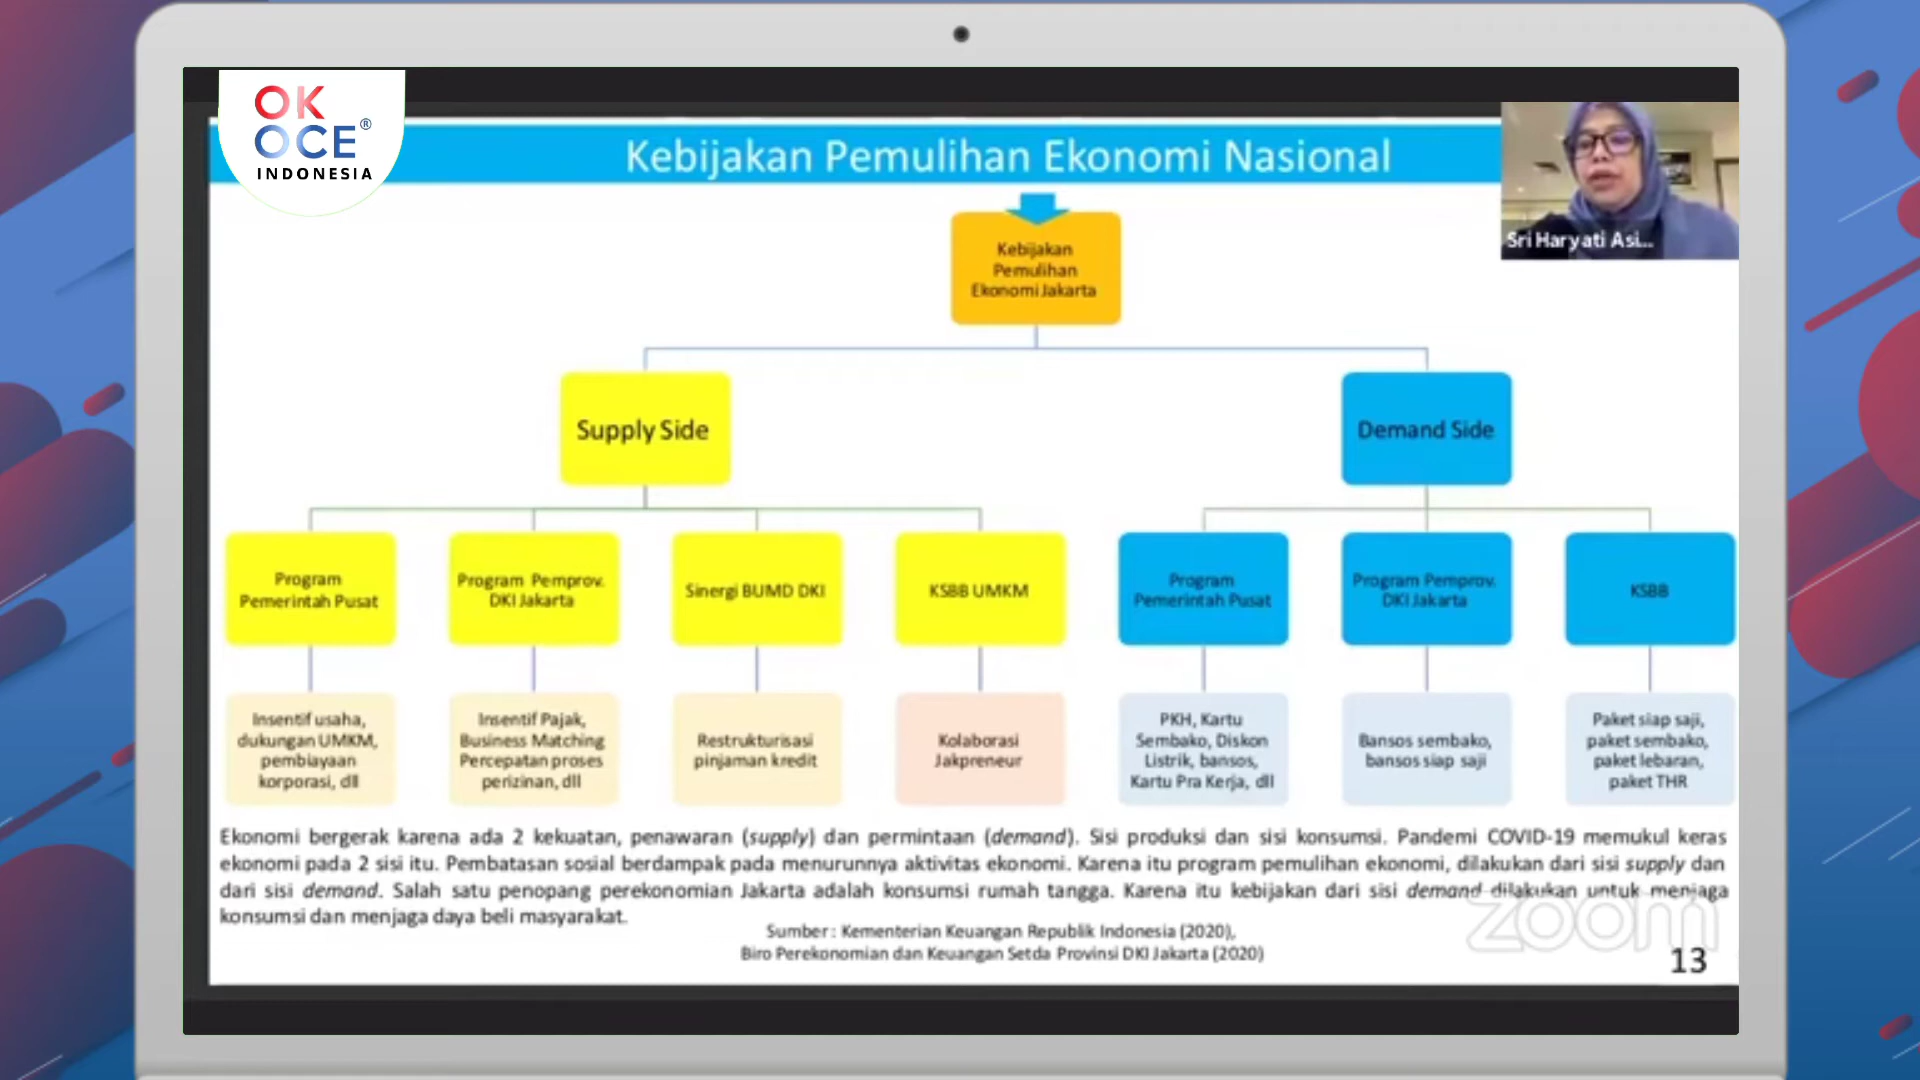 OK
OCE®
INDONESIA
Kebijakan Pemulihan Ekonomi Nasional
Sri Haryati Asi...
Kebijakan
Pemulihan
Ekonomi Jakarta
Supply Side
Demand Side
Program
Pemerintah Pusat
Program Pemprov.
DKI Jakarta
Sinergi BUMD DKI
KSBB UMKM
Program
Pemerintah Pusat
Program Pemprov.
DKI Jakarta
KSBB
Insentif usaha,
dukungan UMKM,
pembiayaan
korporasi, dll
Insentif Pajak,
Business Matching
Percepatan proses
perizinan, dll
Restrukturisasi
pinjaman kredit
Kolaborasi
Jakpreneur
PKH, Kartu
Sembako, Diskon
Listrik, bansos,
Kartu Pra Kerja, dll
Bansos sembako,
bansos siap saji
Paket siap saji,
paket sembako,
paket lebaran,
paket THR
Ekonomi bergerak karena ada 2 kekuatan, penawaran (supply) dan permintaan (demand). Sisi produksi dan sisi konsumsi. Pandemi COVID-19 memukul keras
ekonomi pada 2 sisi itu. Pembatasan sosial berdampak pada menurunnya aktivitas ekonomi. Karena itu program pemulihan ekonomi, dilakukan dari sisi supply dan
dari sisi demand. Salah satu penopang perekonomian Jakarta adalah konsumsi rumah tangga. Karena itu kebijakan dari sisi demand dilakukan untuk menjaga
konsumsi dan menjaga daya beli masyarakat.
Sumber : Kementerian Keuangan Republik Indonesia (2020),
Biro Perekonomian dan Keuangan Setda Provinsi DKI Jakarta (2020)
zoom
13